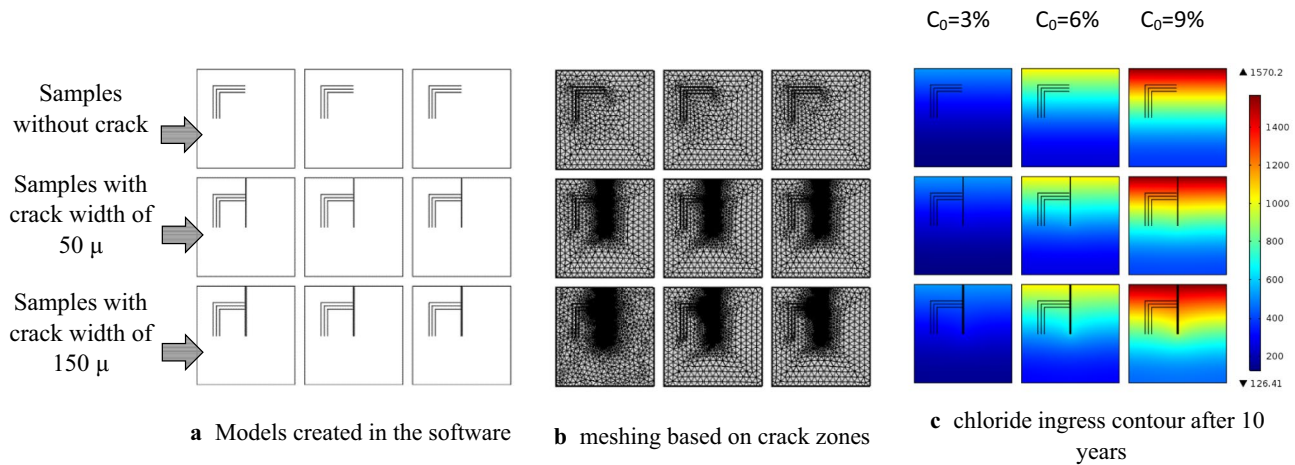 C₀=3% C₀=6% C₀=9%
Samples
without crack
Samples with
crack width of
50 μ
Samples with
crack width of
150 μ
▲ 1570.2
1400
1200
1000
800
600
400
200
▼ 126.41
a Models created in the software
b meshing based on crack zones
c chloride ingress contour after 10
years